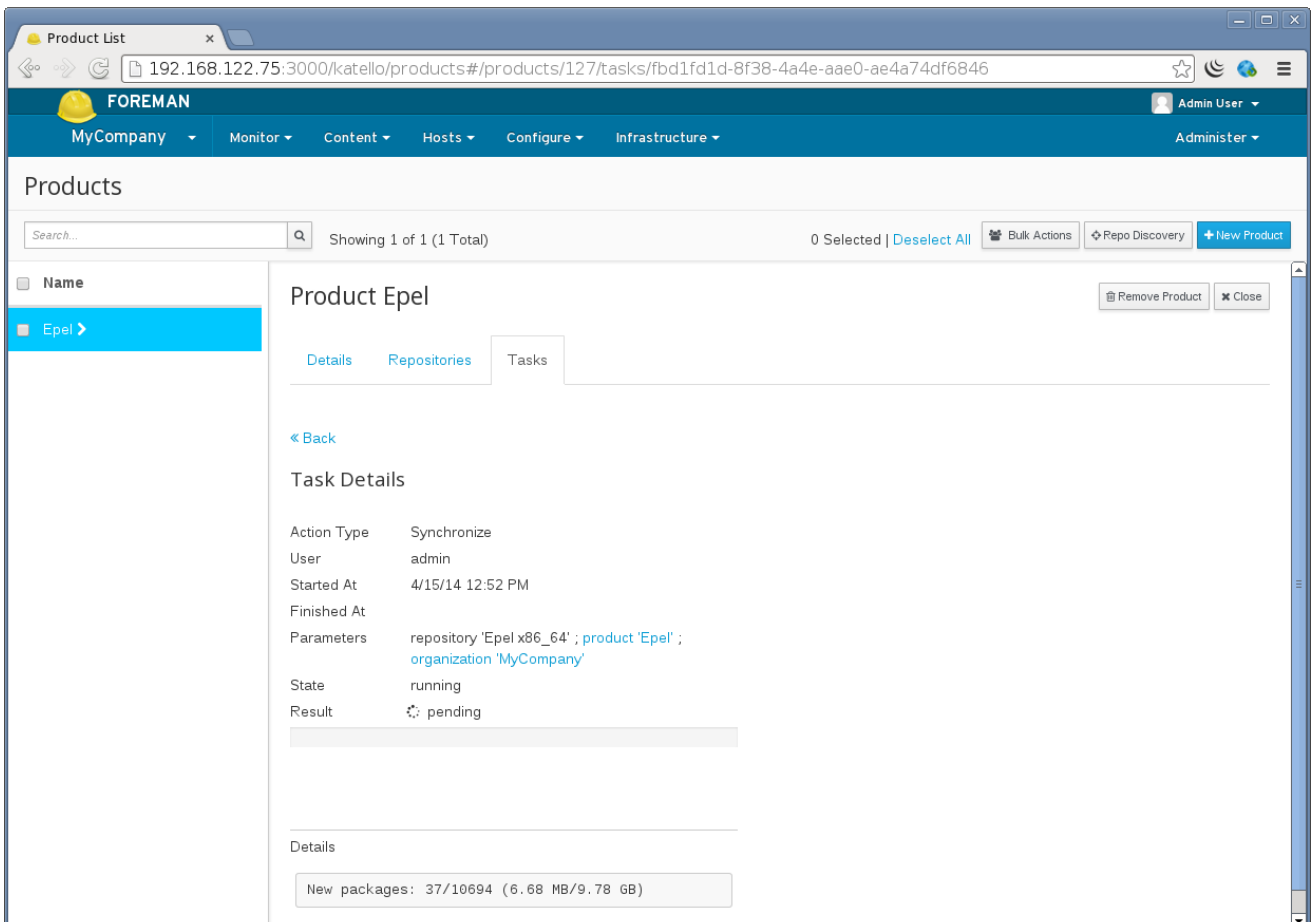 Product List
192.168.122.75:3000/katello/products#/products/127/tasks/fbd1fd1d-8f38-4a4e-aae0-ae4a74df6846
FOREMAN
Admin User
MyCompany Monitor Content Hosts Configure Infrastructure Administer
Products
Search... Showing 1 of 1 (1 Total) 0 Selected | Deselect All Bulk Actions Repo Discovery New Product
Name
Epel
Product Epel Remove Product Close
Details Repositories Tasks
« Back
Task Details
Action Type Synchronize
User admin
Started At 4/15/14 12:52 PM
Finished At
Parameters repository 'Epel x86_64' ; product 'Epel' ;
organization 'MyCompany'
State running
Result pending
Details
New packages: 37/10694 (6.68 MB/9.78 GB)